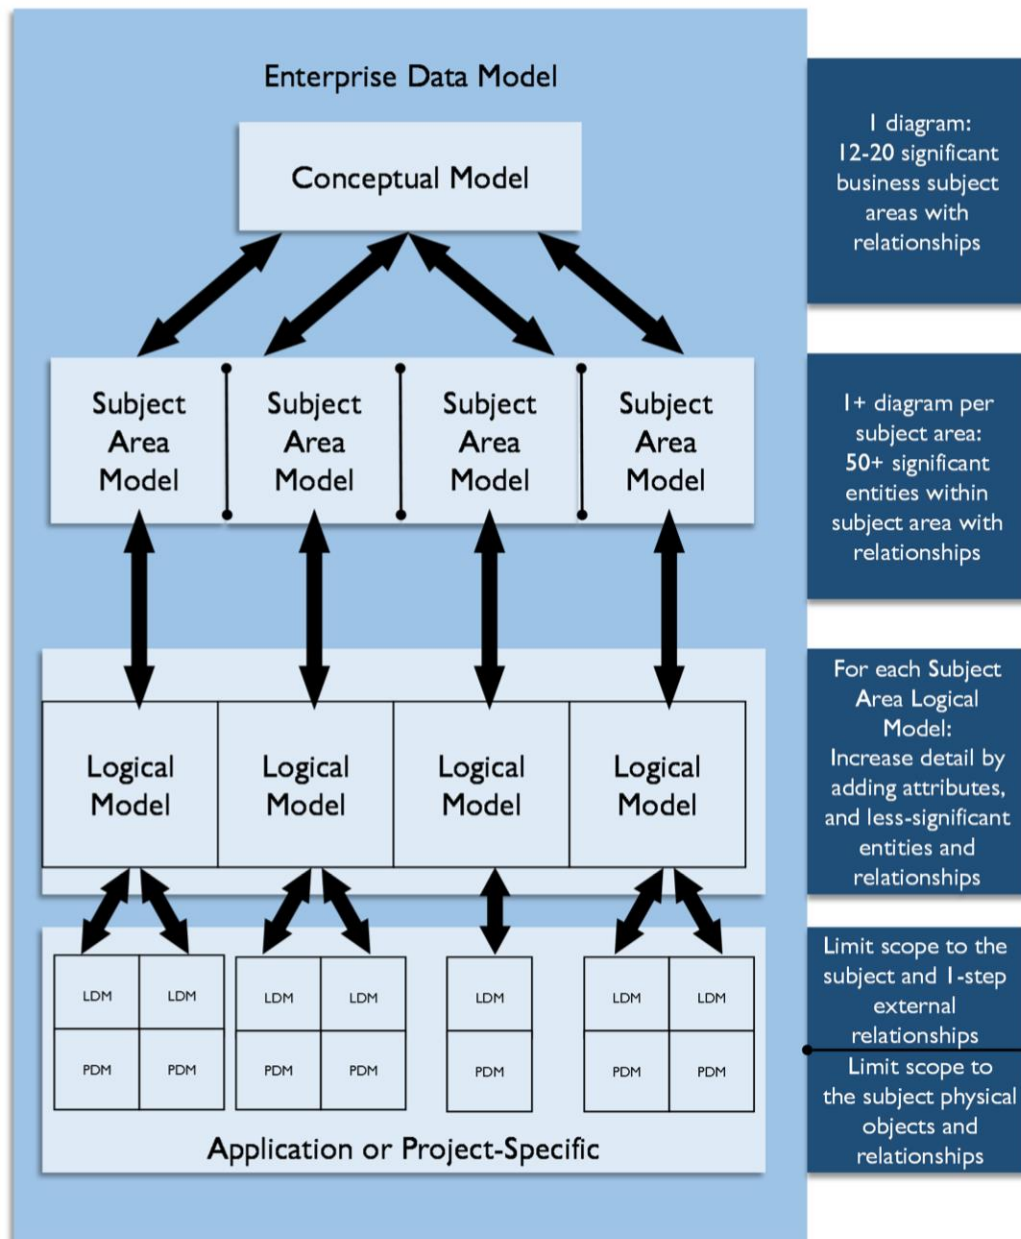 Enterprise Data Model
Conceptual Model
1 diagram:
12-20 significant
business subject
areas with
relationships
Subject
Area
Model
Subject
Area
Model
Subject
Area
Model
Subject
Area
Model
1+ diagram per
subject area:
50+ significant
entities within
subject area with
relationships
Logical
Model
Logical
Model
Logical
Model
Logical
Model
For each Subject
Area Logical
Model:
Increase detail by
adding attributes,
and less-significant
entities and
relationships
LDM LDM
PDM PDM
LDM LDM
PDM PDM
LDM
PDM
LDM LDM
PDM PDM
Application or Project-Specific
Limit scope to the
subject and 1-step
external
relationships
Limit scope to
the subject physical
objects and
relationships